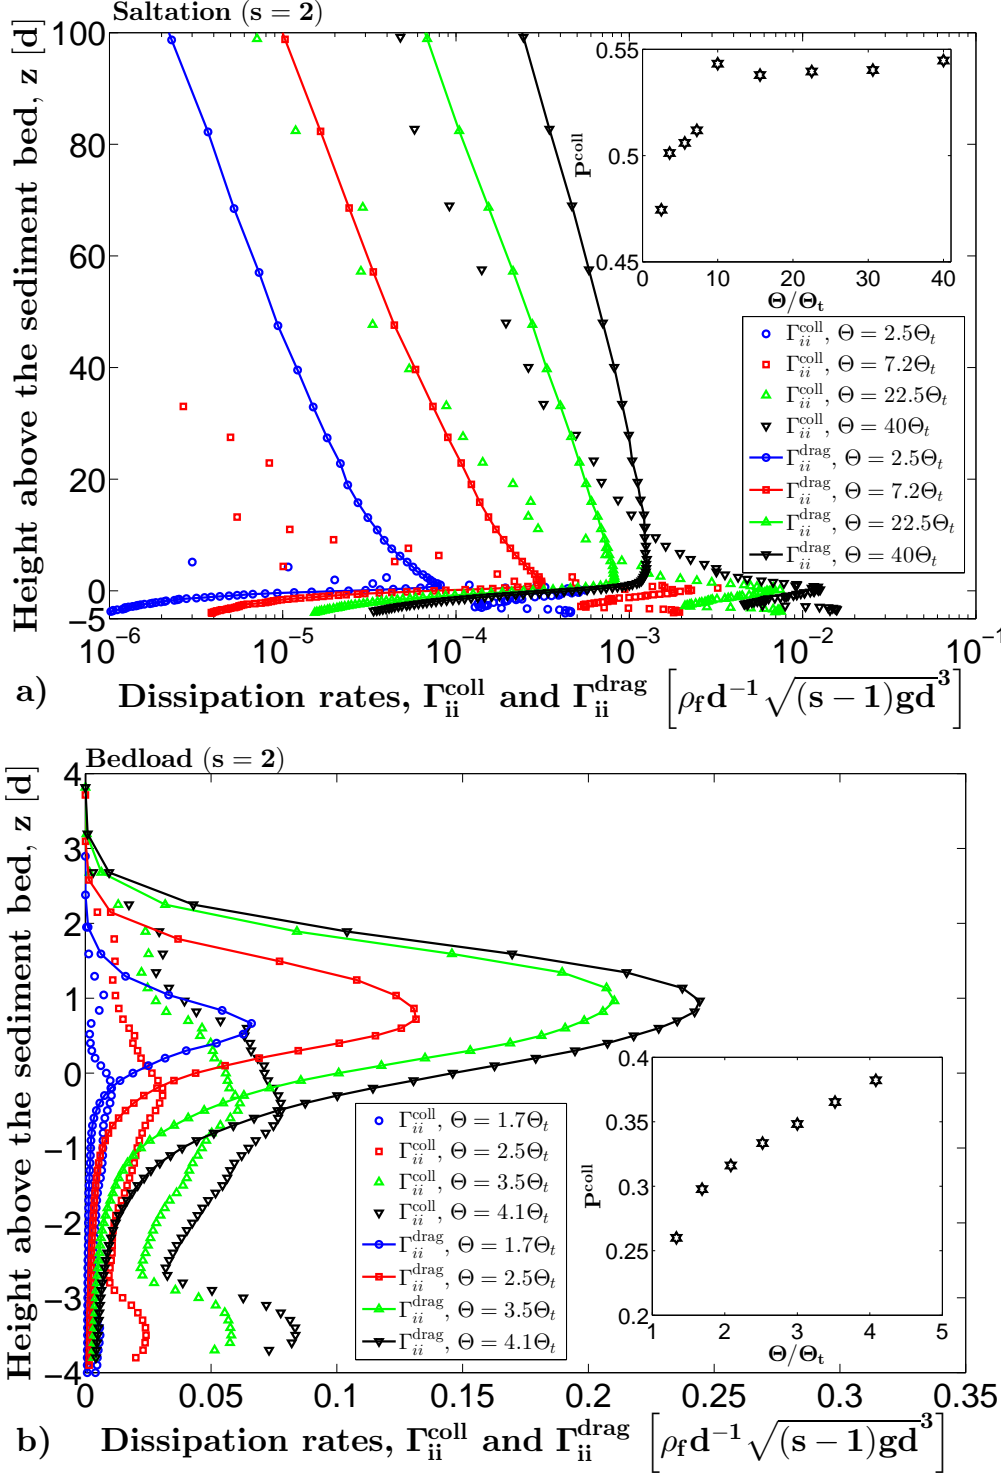 Saltation (s = 2)
Height above the sediment bed, z [d]
100
80
60
40
20
0
−5
10^−6
10^−5
10^−4
10^−3
10^−2
10^−1
P^coll
0.55
0.5
0.45
0
10
20
30
40
Θ/Θ_t
Γ_ii^coll, Θ = 2.5Θ_t
Γ_ii^coll, Θ = 7.2Θ_t
Γ_ii^coll, Θ = 22.5Θ_t
Γ_ii^coll, Θ = 40Θ_t
Γ_ii^drag, Θ = 2.5Θ_t
Γ_ii^drag, Θ = 7.2Θ_t
Γ_ii^drag, Θ = 22.5Θ_t
Γ_ii^drag, Θ = 40Θ_t
a) Dissipation rates, Γ_ii^coll and Γ_ii^drag [ρ_f d^−1 √(s − 1)gd^3]
Bedload (s = 2)
Height above the sediment bed, z [d]
4
3
2
1
0
−1
−2
−3
−4
0
0.05
0.1
0.15
0.2
0.25
0.3
0.35
Γ_ii^coll, Θ = 1.7Θ_t
Γ_ii^coll, Θ = 2.5Θ_t
Γ_ii^coll, Θ = 3.5Θ_t
Γ_ii^coll, Θ = 4.1Θ_t
Γ_ii^drag, Θ = 1.7Θ_t
Γ_ii^drag, Θ = 2.5Θ_t
Γ_ii^drag, Θ = 3.5Θ_t
Γ_ii^drag, Θ = 4.1Θ_t
P^coll
0.4
0.35
0.3
0.25
0.2
1
2
3
4
5
Θ/Θ_t
b) Dissipation rates, Γ_ii^coll and Γ_ii^drag [ρ_f d^−1 √(s − 1)gd^3]